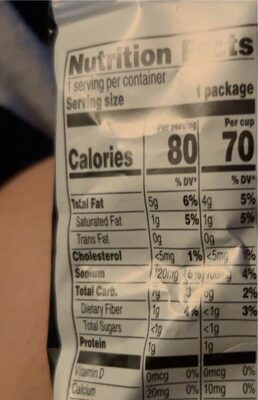 Nutrition
1 serving per container
Serving size 1 package
Per serving Per cup
Calories 80 70
% DV* % DV*
Total Fat 5g 6% 4g 5%
Saturated Fat 1g 5% 1g 5%
Trans Fat 0g 0g
Cholesterol <5mg 1% <5mg
Sodium 4%
Total Carb. 2%
Dietary Fiber 1g <1g 3%
Total Sugars <1g <1g
Protein 1g 1g
Vitamin D 0mcg 0% 0mcg 0%
Calcium 20mg 0% 10mg 0%